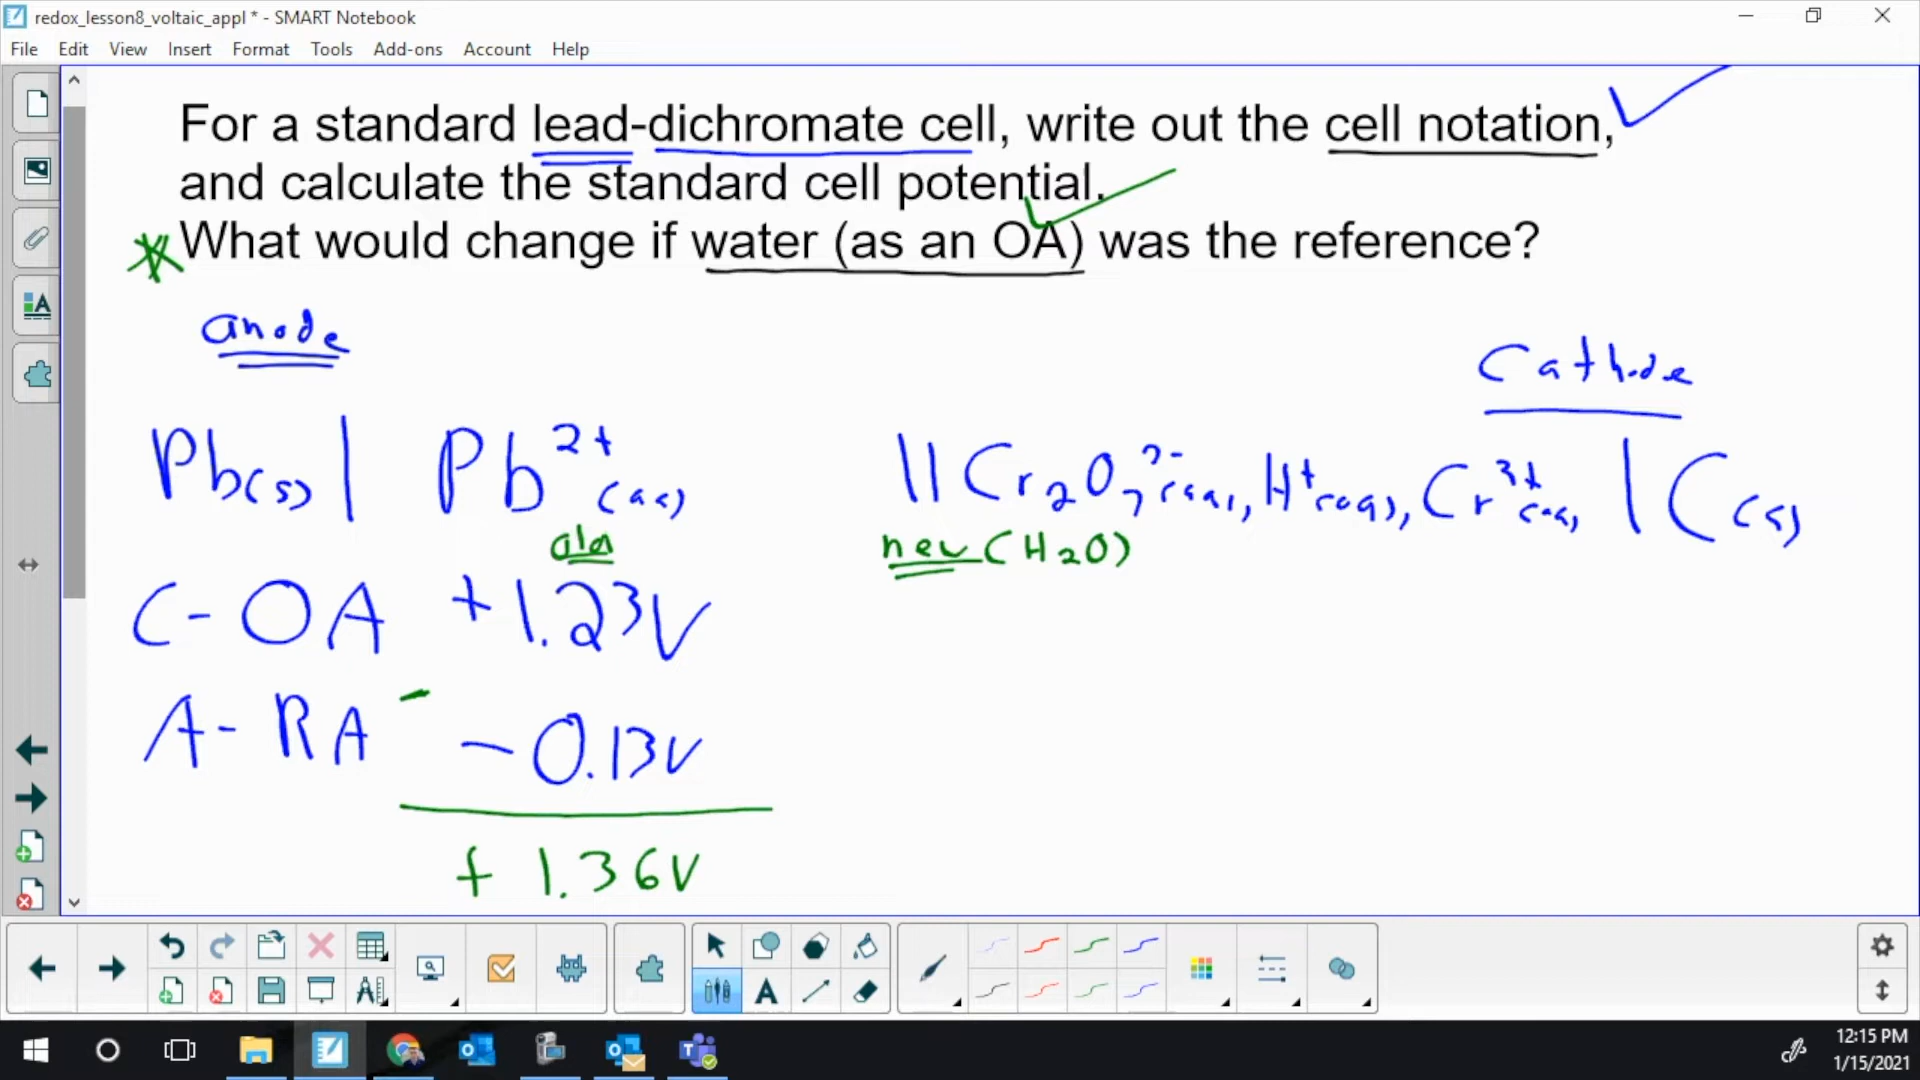 redox_lesson8_voltaic_appl * - SMART Notebook
File Edit View Insert Format Tools Add-ons Account Help
For a standard lead-dichromate cell, write out the cell notation,
and calculate the standard cell potential.
What would change if water (as an OA) was the reference?
anode
Cathode
Pb(s) | Pb²⁺(aq) || Cr₂O₇²⁻(aq), H⁺(aq), Cr³⁺(aq) | C(s)
old
new (H₂O)
C - OA + 1.23V
A - RA - - 0.13V
+ 1.36V
12:15 PM
1/15/2021